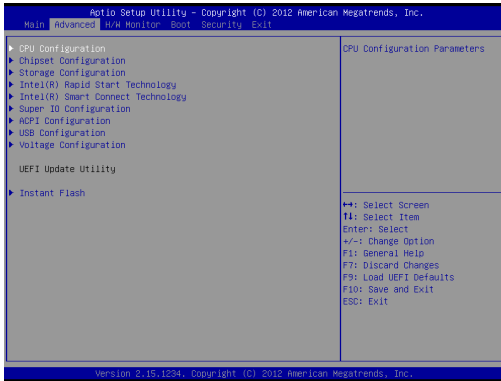 Aptio Setup Utility – Copyright (C) 2012 American Megatrends, Inc.
Main Advanced H/W Monitor Boot Security Exit
CPU Configuration
Chipset Configuration
Storage Configuration
Intel(R) Rapid Start Technology
Intel(R) Smart Connect Technology
Super IO Configuration
ACPI Configuration
USB Configuration
Voltage Configuration
UEFI Update Utility
Instant Flash
CPU Configuration Parameters
↔: Select Screen
↑↓: Select Item
Enter: Select
+/-: Change Option
F1: General Help
F7: Discard Changes
F9: Load UEFI Defaults
F10: Save and Exit
ESC: Exit
Version 2.15.1234. Copyright (C) 2012 American Megatrends, Inc.